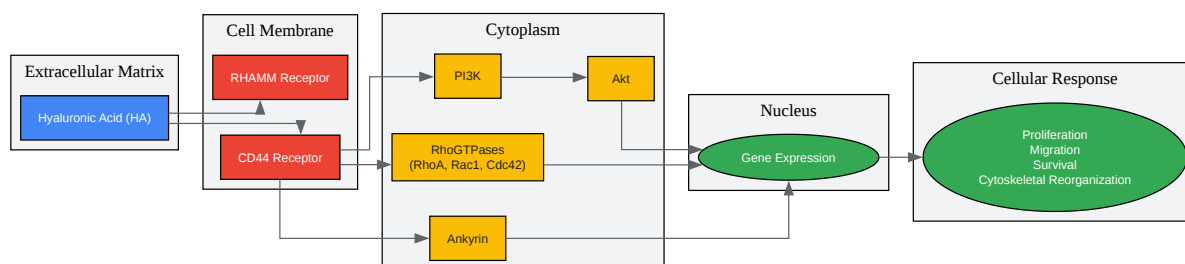 Extracellular Matrix
Hyaluronic Acid (HA)
Cell Membrane
RHAMM Receptor
CD44 Receptor
Cytoplasm
PI3K
Akt
RhoGTPases
(RhoA, Rac1, Cdc42)
Ankyrin
Nucleus
Gene Expression
Cellular Response
Proliferation
Migration
Survival
Cytoskeletal Reorganization